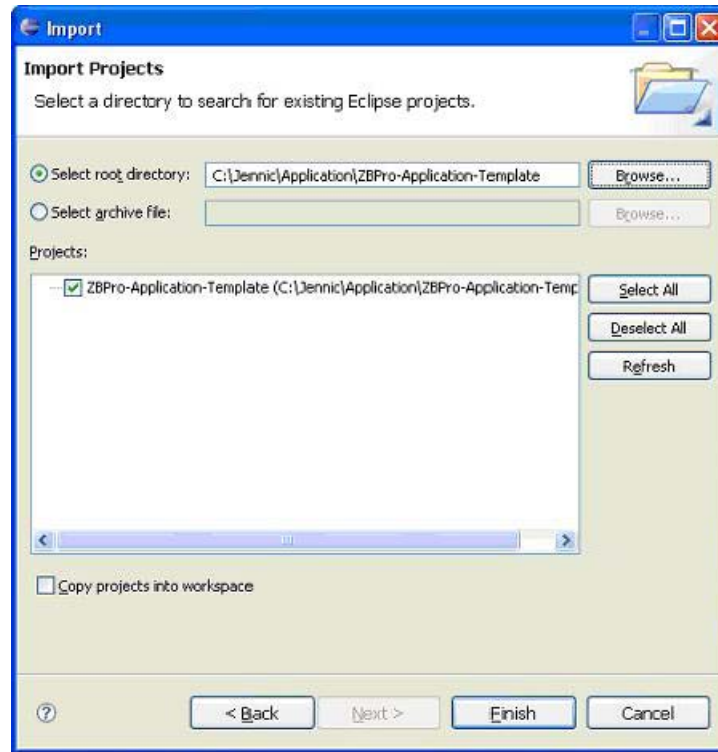 Import
Import Projects
Select a directory to search for existing Eclipse projects.
Select root directory: C:\Jennic\Application\ZBPro-Application-Template Browse...
Select archive file: Browse...
Projects:
ZBPro-Application-Template (C:\Jennic\Application\ZBPro-Application-Temp
Select All
Deselect All
Refresh
Copy projects into workspace
? < Back Next > Finish Cancel